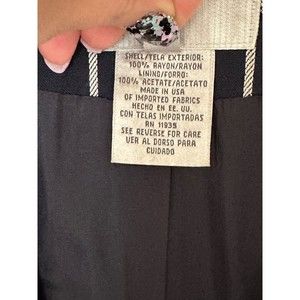 SHELL/TELA EXTERIOR:
100% RAYON/RAYON
LINING/FORRO:
100% ACETATE/ACETATO
MADE IN USA
OF IMPORTED FABRICS
HECHO EN EE. UU.
CON TELAS IMPORTADAS
RN 11935
SEE REVERSE FOR CARE
VER AL DORSO PARA
CUIDADO